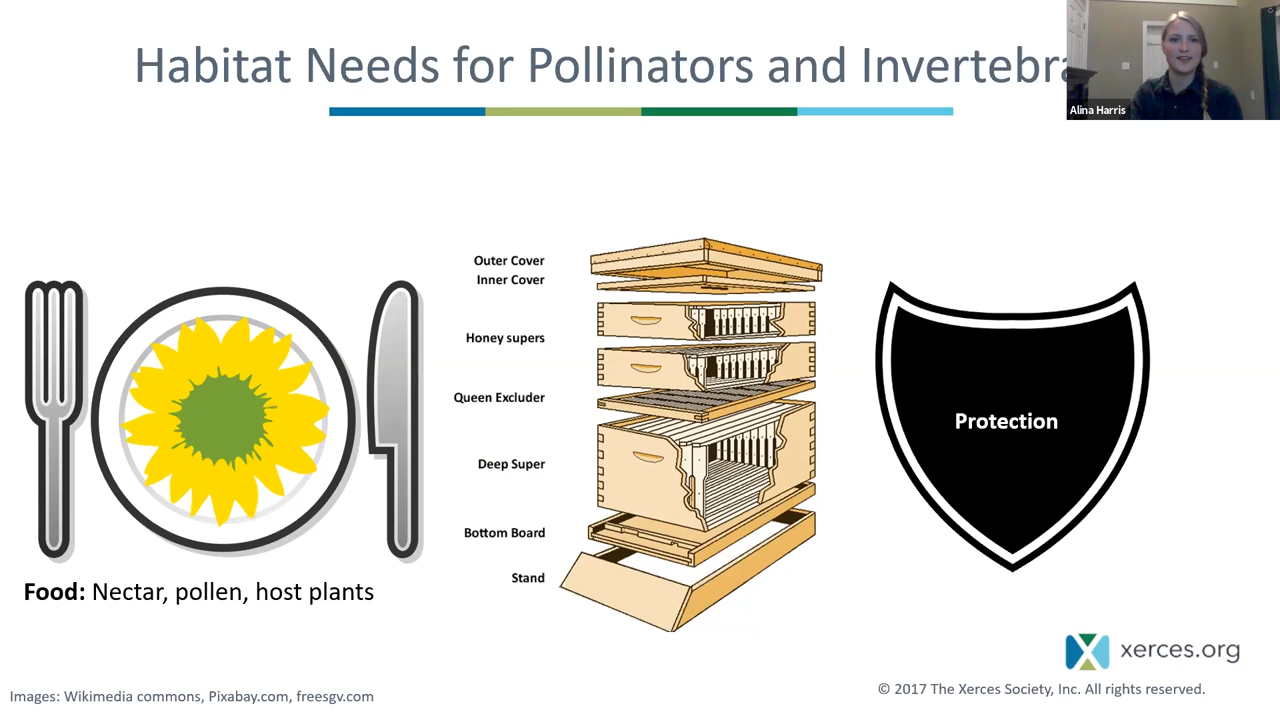 Habitat Needs for Pollinators and Invertebra
Alina Harris
Outer Cover
Inner Cover
Honey supers
Queen Excluder
Deep Super
Bottom Board
Stand
Protection
Food: Nectar, pollen, host plants
xerces.org
Images: Wikimedia commons, Pixabay.com, freesgv.com
© 2017 The Xerces Society, Inc. All rights reserved.